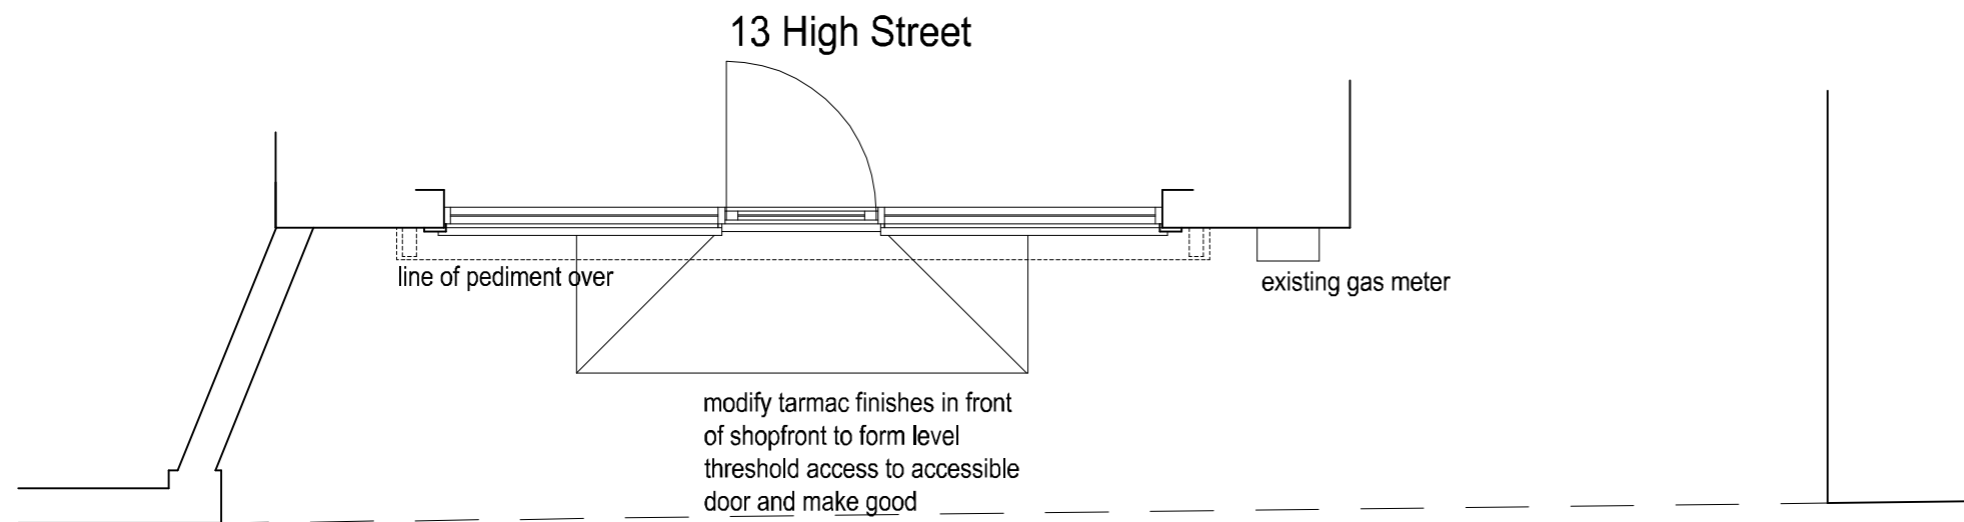 13 High Street
line of pediment over
existing gas meter
modify tarmac finishes in front
of shopfront to form level
threshold access to accessible
door and make good